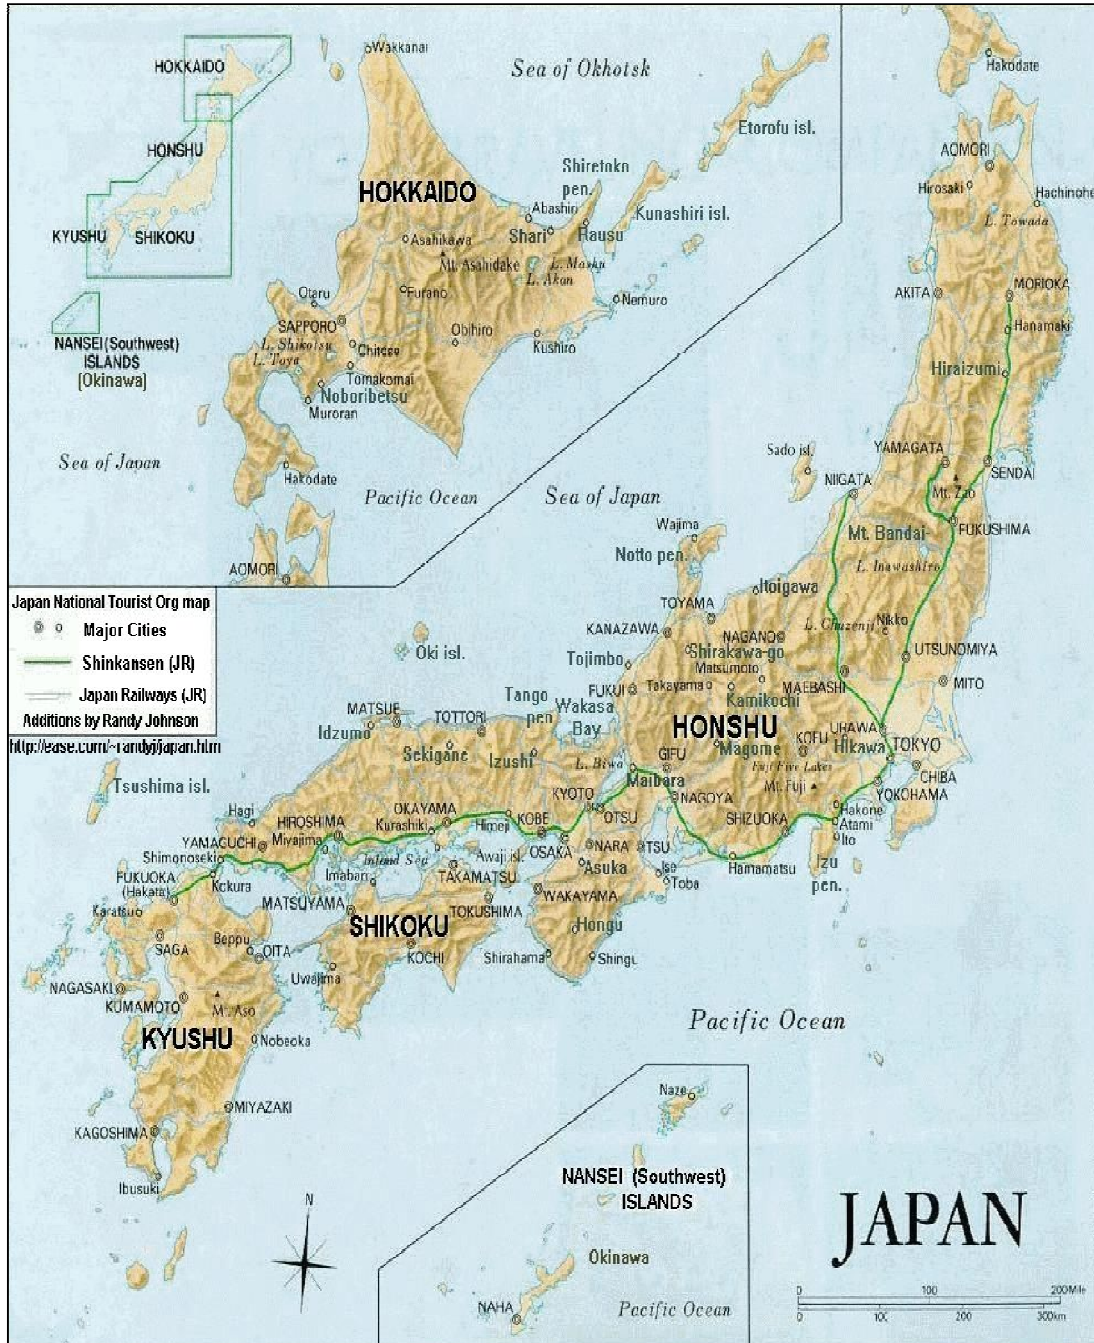 HOKKAIDO
HONSHU
KYUSHU
SHIKOKU
NANSEI (Southwest)
ISLANDS
(Okinawa)
Sea of Japan
Wakkanai
Sea of Okhotsk
Etorofu isl.
Shiretoko
pen.
Kunashiri isl.
HOKKAIDO
Abashiri
Shari
Rausu
Asahikawa
Mt. Asahidake
L. Mashu
L. Akan
Furano
Nemuro
Otaru
SAPPORO
Obihiro
Kushiro
L. Shikotsu
L. Toya
Chitose
Tomakomai
Noboribetsu
Muroran
Hakodate
Pacific Ocean
AOMORI
Hakodate
AOMORI
Hirosaki
Hachinohe
L. Towada
AKITA
MORIOKA
Hanamaki
Hiraizumi
Sado isl.
YAMAGATA
SENDAI
NIIGATA
Mt. Zao
Sea of Japan
FUKUSHIMA
Mt. Bandai
L. Inawashiro
Wajima
Notto pen.
Itoigawa
TOYAMA
KANAZAWA
NAGANO
L. Chuzenji
Nikko
Shirakawa-go
UTSUNOMIYA
Tojimbo
Matsumoto
MAEBASHI
MITO
FUKUI
Takayama
Kamikochi
HONSHU
URAWA
Hikawa
TOKYO
KOFU
Magome
GIFU
Fuji Five Lakes
Mt. Fuji
CHIBA
YOKOHAMA
Japan National Tourist Org map
Major Cities
Shinkansen (JR)
Japan Railways (JR)
Additions by Randy Johnson
http://ease.com/~randyj/japan.htm
Oki isl.
Tango
pen
Wakasa
Bay
MATSUE
TOTTORI
Idzumo
Sekigane
Izushi
L. Biwa
Maibara
Tsushima isl.
Hagi
OKAYAMA
KYOTO
NAGOYA
OTSU
Hakone
Atami
Ito
SHIZUOKA
HIROSHIMA
Kurashiki
Himeji
KOBE
YAMAGUCHI
Miyajima
OSAKA
NARA
TSU
Shimonoseki
Inland Sea
Awaji isl.
Asuka
Ise
Toba
Hamamatsu
Izu
pen.
FUKUOKA
(Hakata)
Kokura
Imabari
TAKAMATSU
WAKAYAMA
Karatsu
MATSUYAMA
TOKUSHIMA
SHIKOKU
Hongu
SAGA
Beppu
OITA
KOCHI
Shirahama
Shingu
Uwajima
NAGASAKI
KUMAMOTO
Mt. Aso
KYUSHU
Nobeoka
Pacific Ocean
MIYAZAKI
KAGOSHIMA
Ibusuki
N
Naze
NANSEI (Southwest)
ISLANDS
Okinawa
NAHA
Pacific Ocean
JAPAN
0 100 200Mile
0 100 200 300km